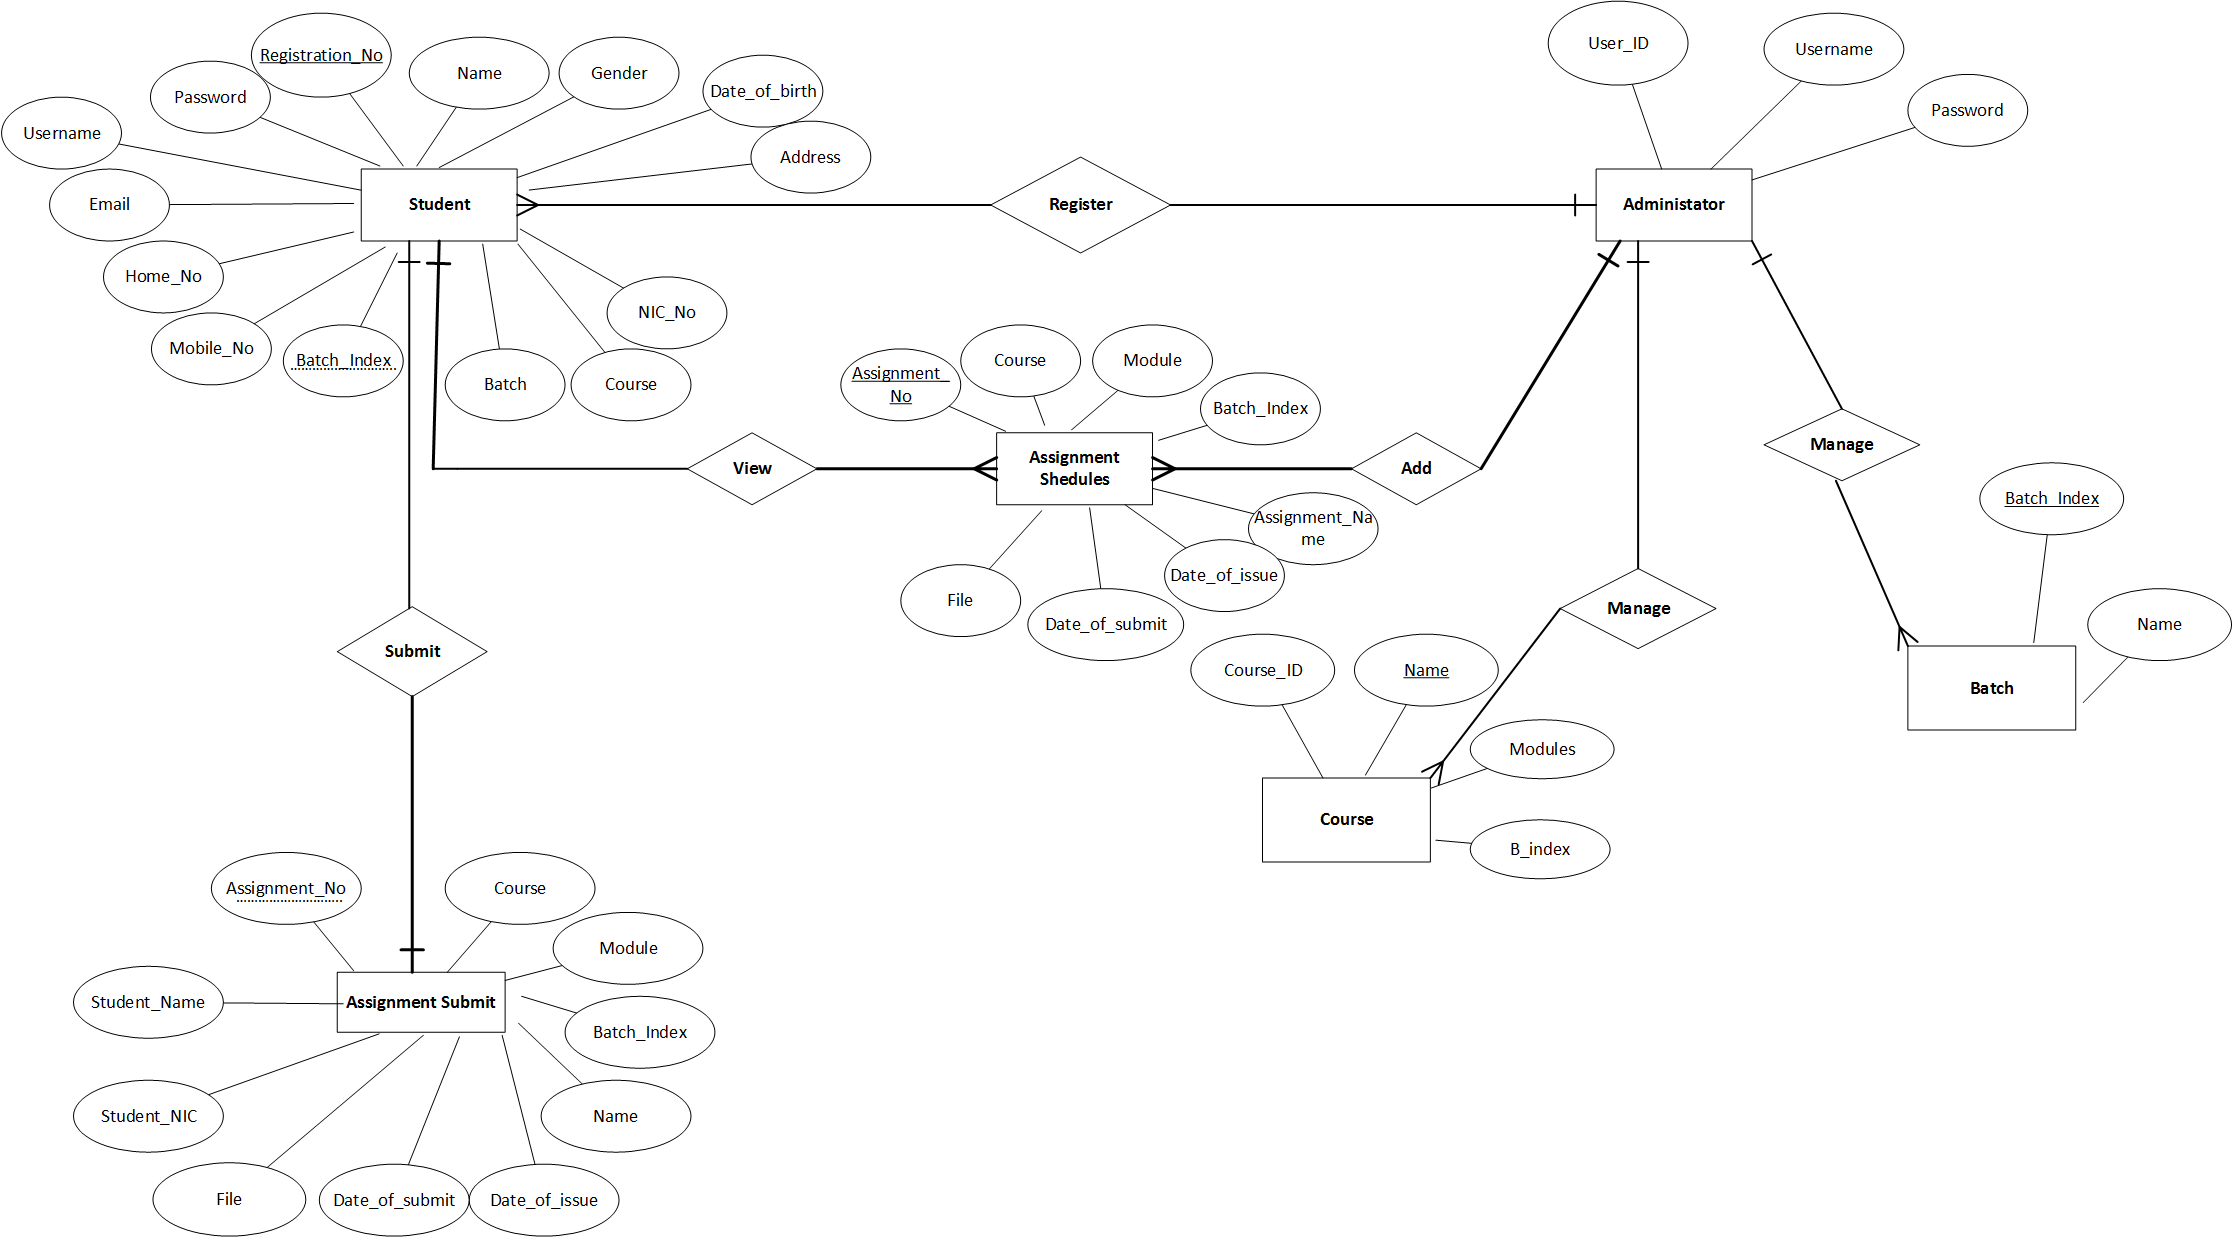 Registration_No
Name
Gender
Date_of_birth
Address
Password
Username
Email
Home_No
Mobile_No
Batch_Index
Batch
Course
NIC_No
Student
Register
User_ID
Username
Password
Administator
View
Assignment_
No
Course
Module
Batch_Index
Assignment
Shedules
Assignment_Na
me
Date_of_issue
Date_of_submit
File
Add
Manage
Batch_Index
Name
Batch
Manage
Course_ID
Name
Modules
B_index
Course
Submit
Assignment_No
Course
Module
Batch_Index
Name
Date_of_issue
Date_of_submit
File
Student_NIC
Student_Name
Assignment Submit